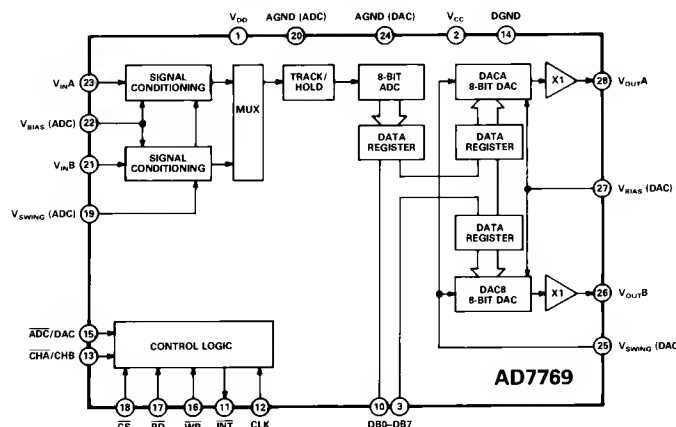 VDD AGND (ADC) AGND (DAC) VCC DGND
1 20 24 2 14
VINA 23
SIGNAL
CONDITIONING
MUX
TRACK/
HOLD
8-BIT
ADC
DACA
8-BIT DAC
X1
28 VOUTA
VBIAS (ADC) 22
DATA
REGISTER
DATA
REGISTER
VINB 21
SIGNAL
CONDITIONING
27
VBIAS (DAC)
VSWING (ADC) 19
DATA
REGISTER
DACB
8-BIT DAC
X1
26 VOUTB
ADC/DAC 15
CONTROL LOGIC
25
VSWING (DAC
CHA/CHB 13
AD7769
18 17 16 11 12 10 3
CS RD WR INT CLK DB0–DB7